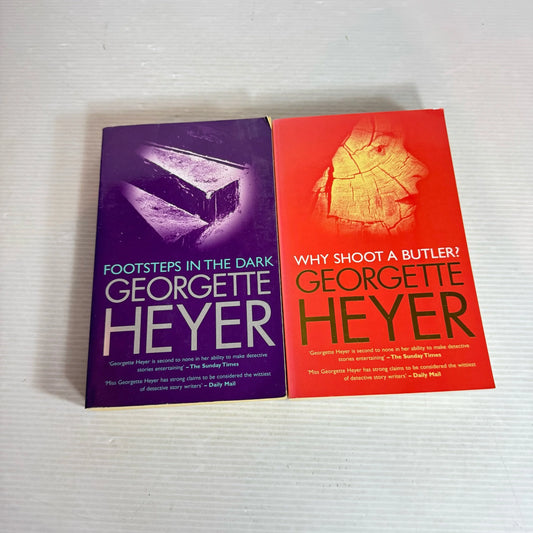 FOOTSTEPS IN THE DARK
GEORGETTE
HEYER
'Georgette Heyer is second to none in her ability to make detective
stories entertaining' – The Sunday Times
'Miss Georgette Heyer has strong claims to be considered the wittiest
of detective story writers' – Daily Mail
WHY SHOOT A BUTLER?
GEORGETTE
HEYER
'Georgette Heyer is second to none in her ability to make detective
stories entertaining' – The Sunday Times
'Miss Georgette Heyer has strong claims to be considered the wittiest
of detective story writers' – Daily Mail